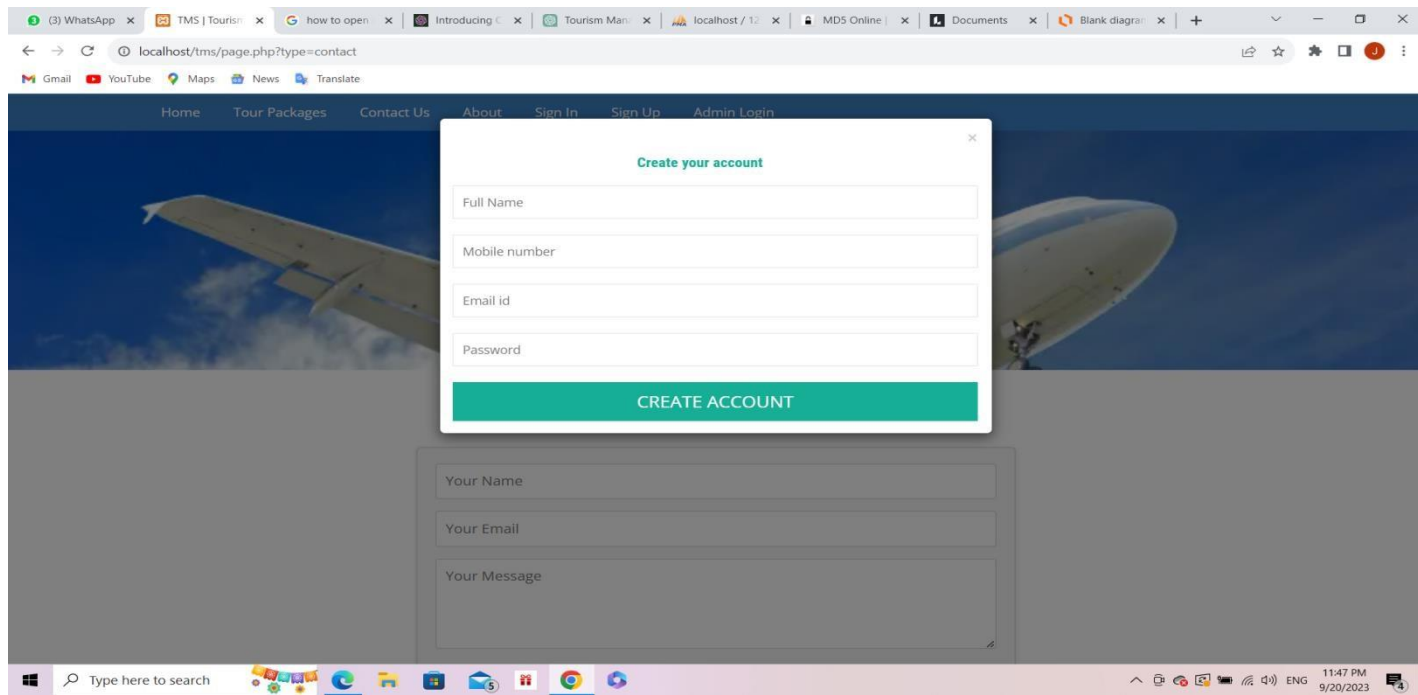 (3) WhatsApp
TMS | Tourism
how to open
Introducing C
Tourism Man
localhost / 12
MD5 Online |
Documents
Blank diagram
localhost/tms/page.php?type=contact
J
Gmail YouTube Maps News Translate
Home Tour Packages Contact Us About Sign In Sign Up Admin Login
×
Create your account
Full Name
Mobile number
Email id
Password
CREATE ACCOUNT
Your Name
Your Email
Your Message
Type here to search
5
ENG
11:47 PM
9/20/2023
4